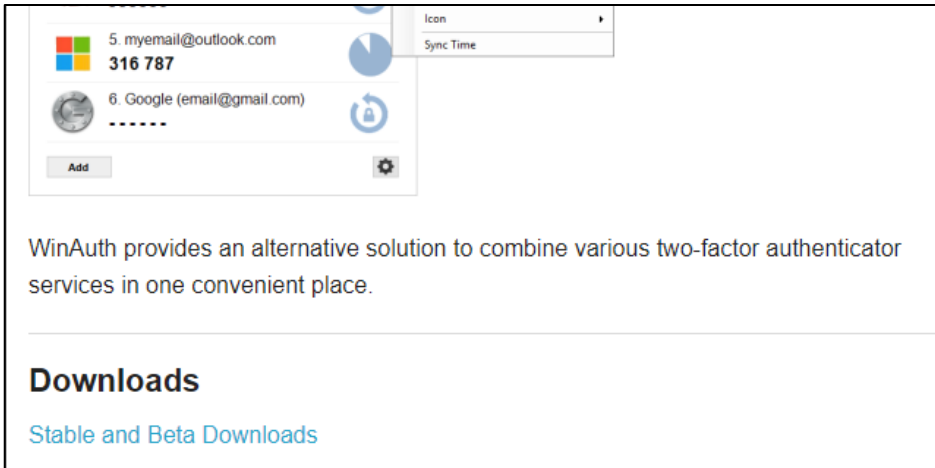 Icon
Sync Time
5. myemail@outlook.com
316 787
6. Google (email@gmail.com)
- - - - - -
Add
WinAuth provides an alternative solution to combine various two-factor authenticator
services in one convenient place.
Downloads
Stable and Beta Downloads